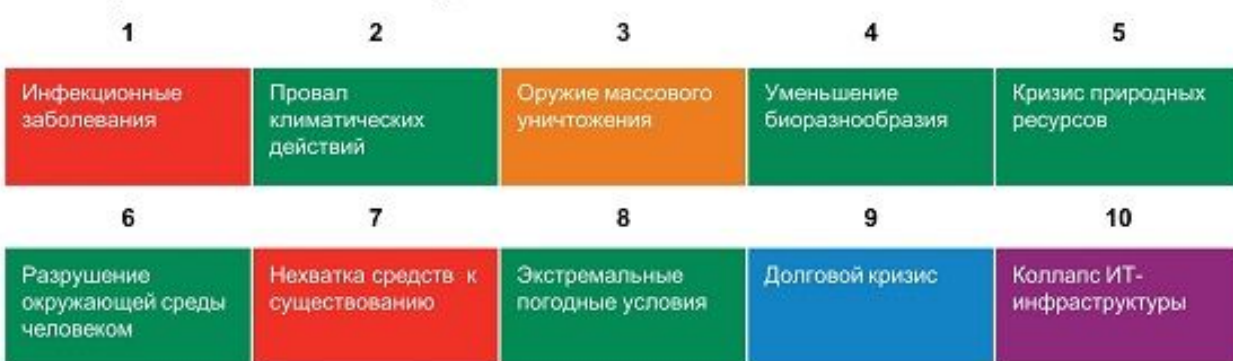 1 2 3 4 5
Инфекционные
заболевания
Провал
климатических
действий
Оружие массового
уничтожения
Уменьшение
биоразнообразия
Кризис природных
ресурсов
6 7 8 9 10
Разрушение
окружающей среды
человеком
Нехватка средств к
существованию
Экстремальные
погодные условия
Долговой кризис
Коллапс ИТ-
инфраструктуры